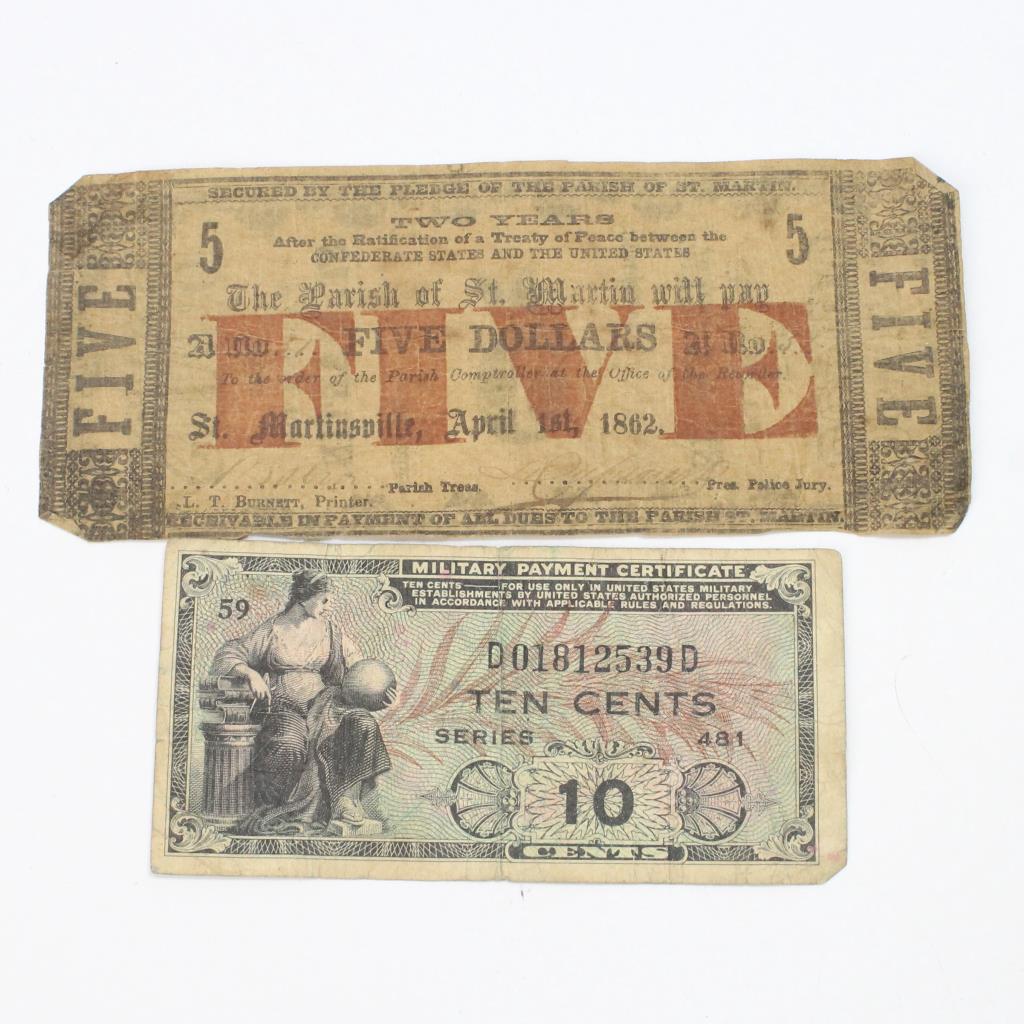 SECURED BY THE PLEDGE OF THE PARISH OF ST. MARTIN.
FIVE
5
TWO YEARS
5
FIVE
After the Ratification of a Treaty of Peace between the
CONFEDERATE STATES AND THE UNITED STATES
The Parish of St. Martin will pay
FIVE
A No. FIVE DOLLARS A No.
To the order of the Parish Comptroller at the Office of the Recorder.
St. Martinsville, April 1st, 1862.
Parish Treas. Pres. Police Jury.
L. T. BURNETT, Printer.
RECEIVABLE IN PAYMENT OF ALL DUES TO THE PARISH ST. MARTIN.
MILITARY PAYMENT CERTIFICATE
TEN CENTS — FOR USE ONLY IN UNITED STATES MILITARY
ESTABLISHMENTS BY UNITED STATES AUTHORIZED PERSONNEL
IN ACCORDANCE WITH APPLICABLE RULES AND REGULATIONS.
59
D01812539D
TEN CENTS
SERIES 481
10
CENTS